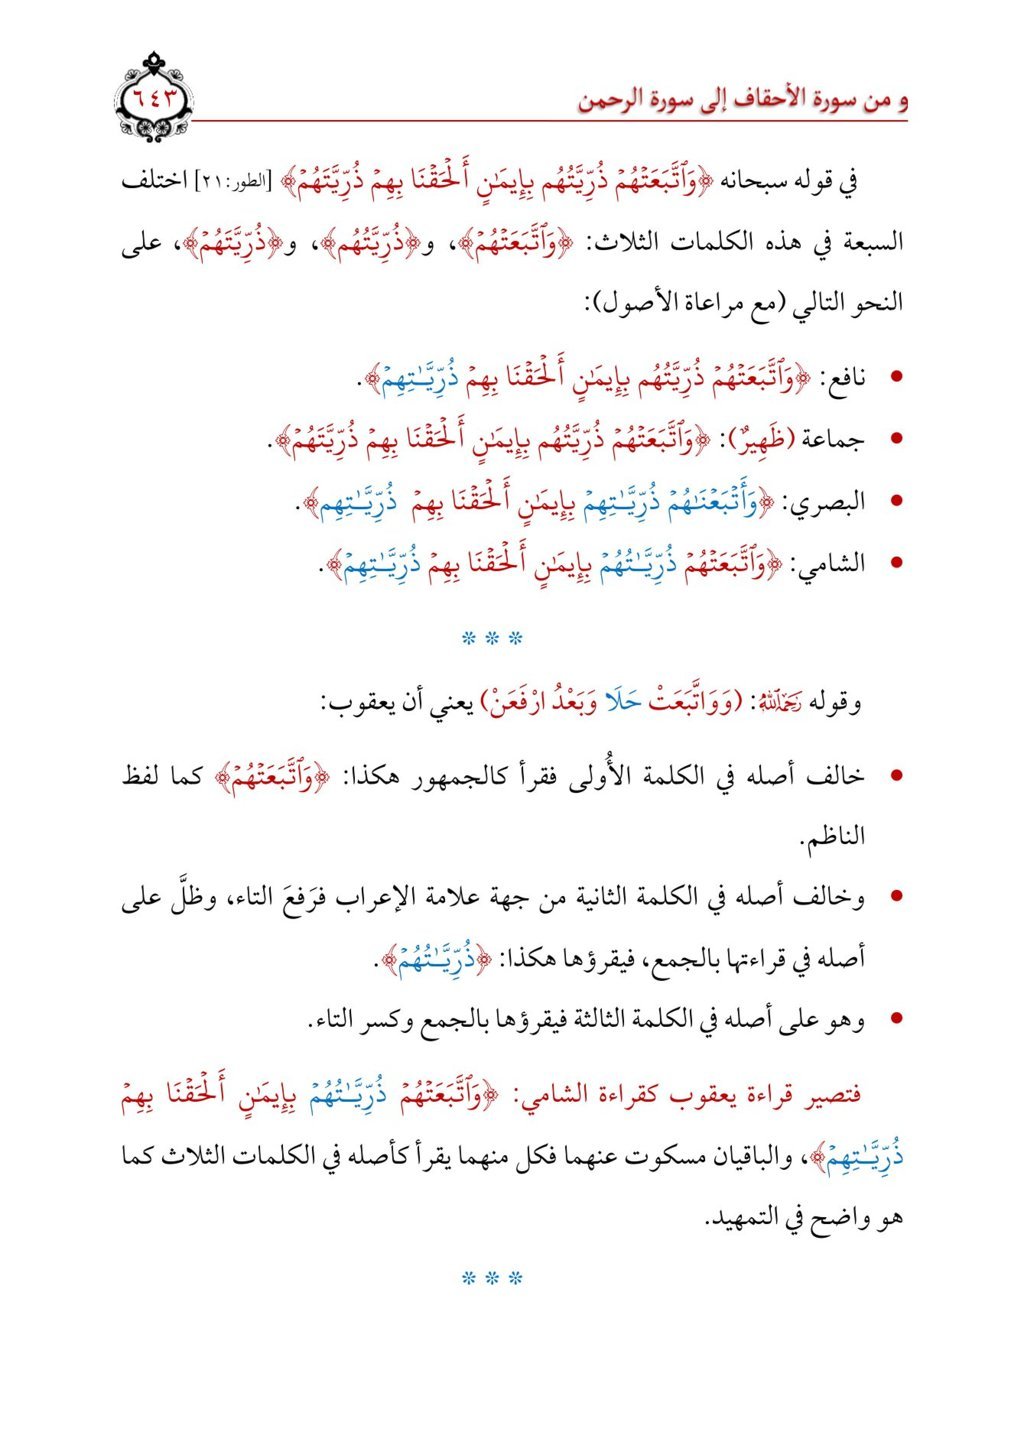 و من سورة الأحقاف إلى سورة الرحمن
٦٤٣
في قوله سبحانه ﴿وَٱتَّبَعَتۡهُمۡ ذُرِّيَّتُهُم بِإِيمَٰنٍ أَلۡحَقۡنَا بِهِمۡ ذُرِّيَّتَهُمۡ﴾ [الطور:٢١] اختلف
السبعة في هذه الكلمات الثلاث: ﴿وَٱتَّبَعَتۡهُمۡ﴾، و﴿ذُرِّيَّتُهُم﴾، و﴿ذُرِّيَّتَهُمۡ﴾، على
النحو التالي (مع مراعاة الأصول):
• نافع: ﴿وَٱتَّبَعَتۡهُمۡ ذُرِّيَّتُهُم بِإِيمَٰنٍ أَلۡحَقۡنَا بِهِمۡ ذُرِّيَّـٰتِهِمۡ﴾.
• جماعة (ظَهِيرٌ): ﴿وَٱتَّبَعَتۡهُمۡ ذُرِّيَّتُهُم بِإِيمَٰنٍ أَلۡحَقۡنَا بِهِمۡ ذُرِّيَّتَهُمۡ﴾.
• البصري: ﴿وَأَتۡبَعۡنَـٰهُمۡ ذُرِّيَّـٰتِهِمۡ بِإِيمَٰنٍ أَلۡحَقۡنَا بِهِمۡ ذُرِّيَّـٰتِهِم﴾.
• الشامي: ﴿وَٱتَّبَعَتۡهُمۡ ذُرِّيَّـٰتُهُمۡ بِإِيمَٰنٍ أَلۡحَقۡنَا بِهِمۡ ذُرِّيَّـٰتِهِمۡ﴾.
* * *
وقوله رَحِمَهُ ٱللَّهُ: (وَوَاتَّبَعَتْ حَلَا وَبَعْدُ ارْفَعَنْ) يعني أن يعقوب:
• خالف أصله في الكلمة الأُولى فقرأ كالجمهور هكذا: ﴿وَٱتَّبَعَتۡهُمۡ﴾ كما لفظ
الناظم.
• وخالف أصله في الكلمة الثانية من جهة علامة الإعراب فرَفعَ التاء، وظلَّ على
أصله في قراءتها بالجمع، فيقرؤها هكذا: ﴿ذُرِّيَّـٰتُهُمۡ﴾.
• وهو على أصله في الكلمة الثالثة فيقرؤها بالجمع وكسر التاء.
فتصير قراءة يعقوب كقراءة الشامي: ﴿وَٱتَّبَعَتۡهُمۡ ذُرِّيَّـٰتُهُمۡ بِإِيمَٰنٍ أَلۡحَقۡنَا بِهِمۡ
ذُرِّيَّـٰتِهِمۡ﴾، والباقيان مسكوت عنهما فكل منهما يقرأ كأصله في الكلمات الثلاث كما
هو واضح في التمهيد.
* * *